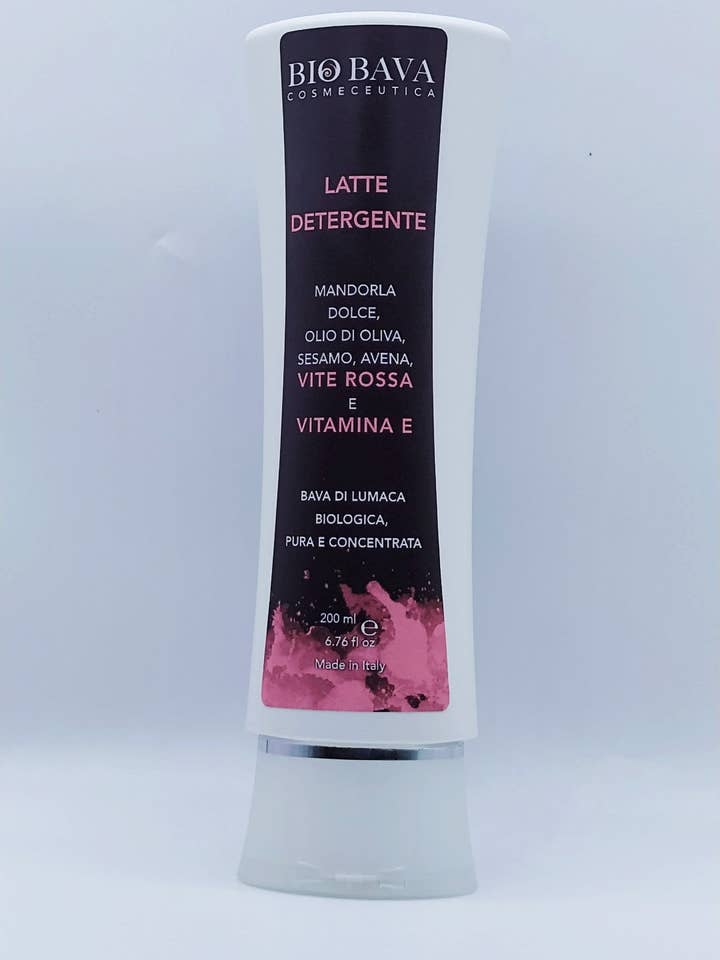 BIO BAVA
COSMECEUTICA
LATTE
DETERGENTE
MANDORLA
DOLCE,
OLIO DI OLIVA,
SESAMO, AVENA,
VITE ROSSA
E
VITAMINA E
BAVA DI LUMACA
BIOLOGICA,
PURA E CONCENTRATA
200 ml ℮
6.76 fl oz
Made in Italy